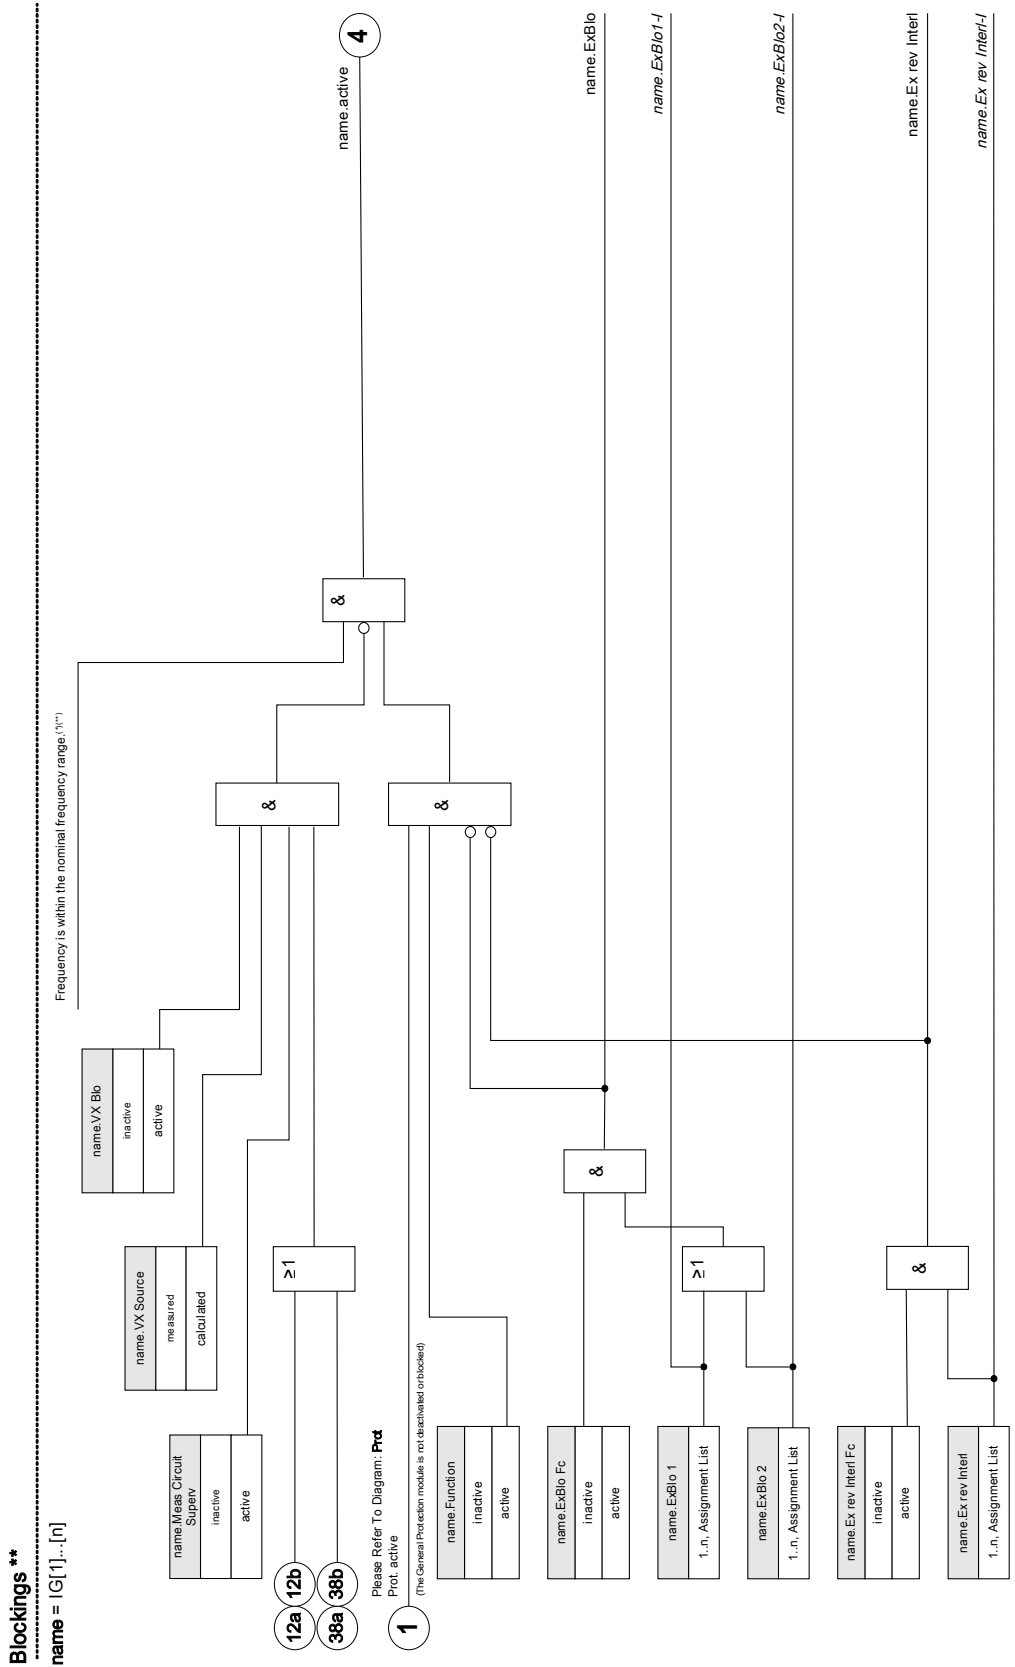 Blockings **
name = IG[1]...[n]
Frequency is within the nominal frequency range.(*)(**)
name.VX Blo
inactive
active
name.VX Source
measured
calculated
name.Meas Circuit
Superv
inactive
active
12a
12b
38a
38b
≥1
&
&
&
name.active
4
Please Refer To Diagram: Prot
Prot. active
(The General Protection module is not deactivated or blocked)
1
name.Function
inactive
active
name.ExBlo Fc
inactive
active
&
name.ExBlo
name.ExBlo 1
1..n, Assignment List
≥1
name.ExBlo1-I
name.ExBlo 2
1..n, Assignment List
name.ExBlo2-I
name.Ex rev Interl Fc
inactive
active
&
name.Ex rev Interl
name.Ex rev Interl
1..n, Assignment List
name.Ex rev Interl-I